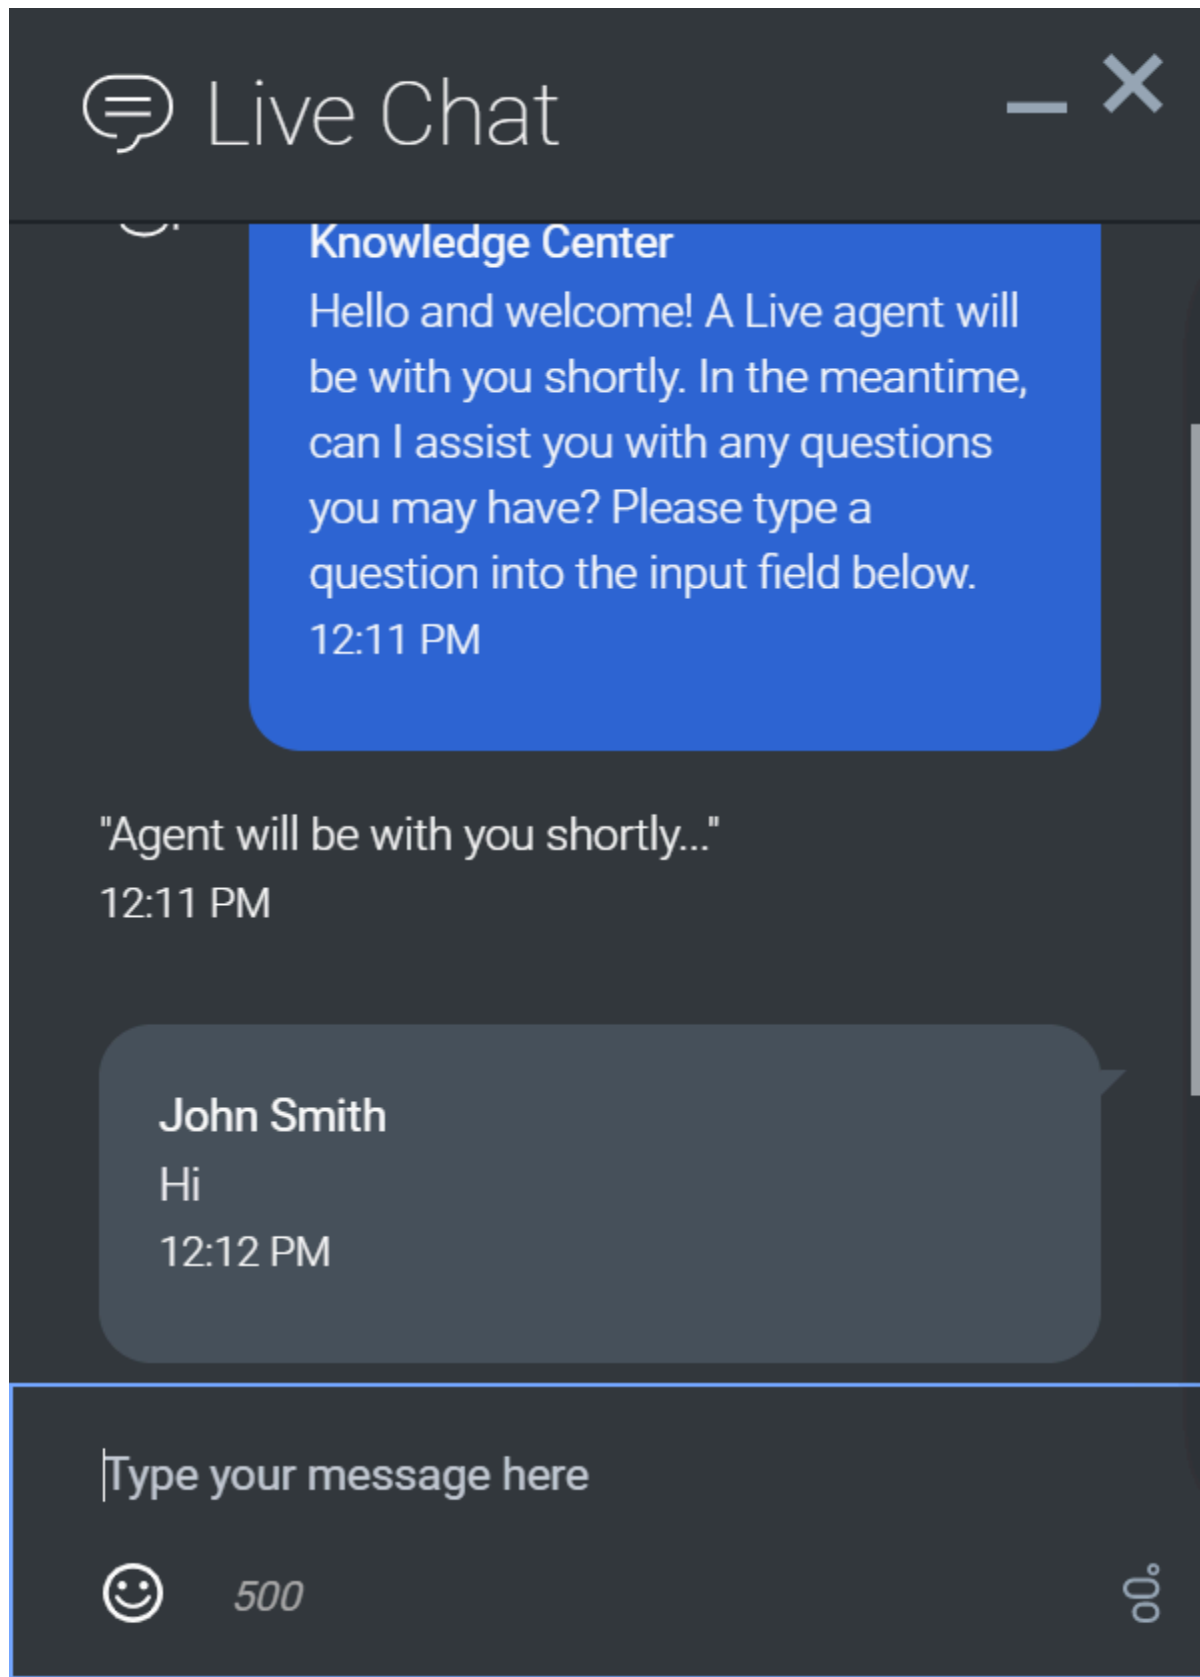 Live Chat
Knowledge Center
Hello and welcome! A Live agent will
be with you shortly. In the meantime,
can I assist you with any questions
you may have? Please type a
question into the input field below.
12:11 PM
"Agent will be with you shortly..."
12:11 PM
John Smith
Hi
12:12 PM
Type your message here
500